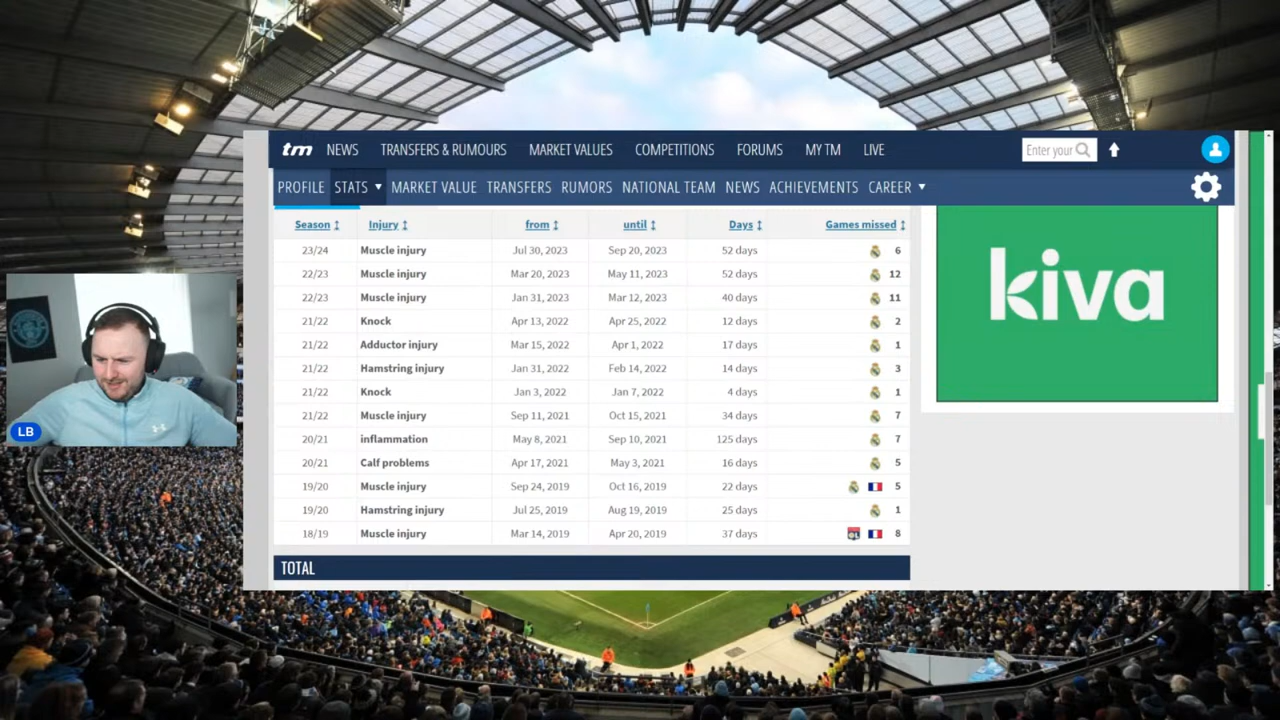 tm NEWS TRANSFERS & RUMOURS MARKET VALUES COMPETITIONS FORUMS MY TM LIVE Enter your
PROFILE STATS ▼ MARKET VALUE TRANSFERS RUMORS NATIONAL TEAM NEWS ACHIEVEMENTS CAREER ▼
Season Injury from until Days Games missed
23/24 Muscle injury Jul 30, 2023 Sep 20, 2023 52 days 6
22/23 Muscle injury Mar 20, 2023 May 11, 2023 52 days 12
22/23 Muscle injury Jan 31, 2023 Mar 12, 2023 40 days 11
21/22 Knock Apr 13, 2022 Apr 25, 2022 12 days 2
21/22 Adductor injury Mar 15, 2022 Apr 1, 2022 17 days 1
21/22 Hamstring injury Jan 31, 2022 Feb 14, 2022 14 days 3
21/22 Knock Jan 3, 2022 Jan 7, 2022 4 days 1
21/22 Muscle injury Sep 11, 2021 Oct 15, 2021 34 days 7
20/21 inflammation May 8, 2021 Sep 10, 2021 125 days 7
20/21 Calf problems Apr 17, 2021 May 3, 2021 16 days 5
19/20 Muscle injury Sep 24, 2019 Oct 16, 2019 22 days 5
19/20 Hamstring injury Jul 25, 2019 Aug 19, 2019 25 days 1
18/19 Muscle injury Mar 14, 2019 Apr 20, 2019 37 days OL 8
TOTAL
kiva
LB